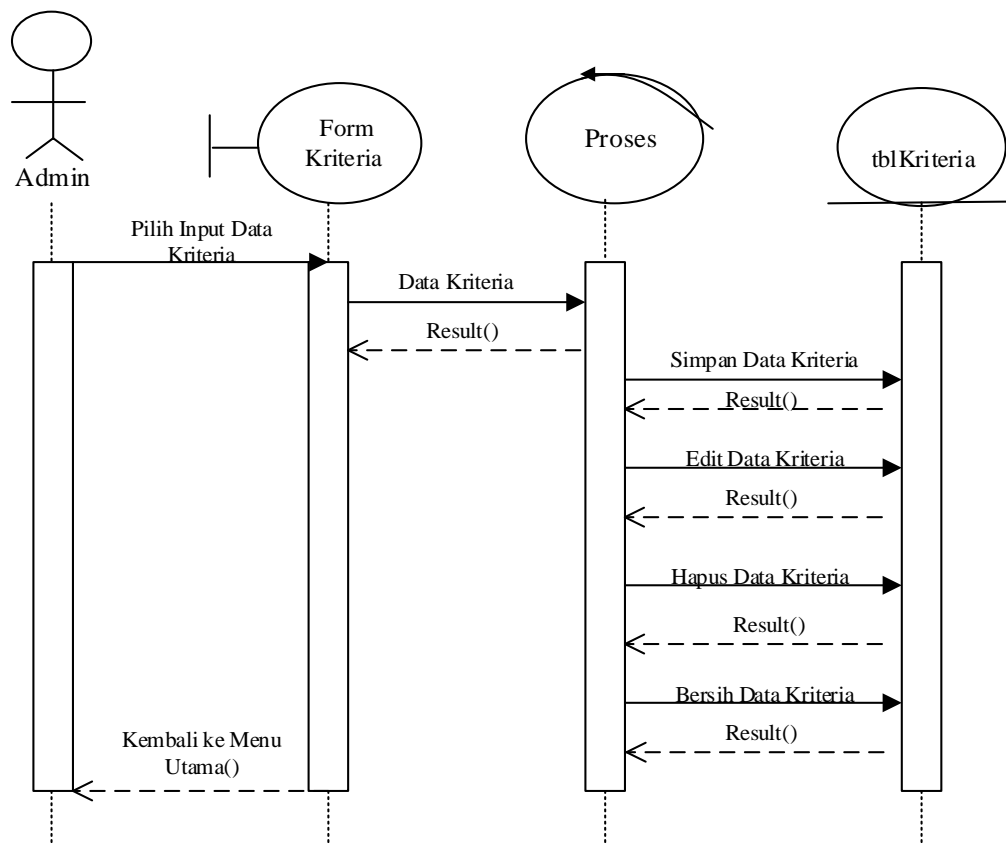 Form
Kriteria
Proses
tblKriteria
Admin
Pilih Input Data
Kriteria
Data Kriteria
Result()
Simpan Data Kriteria
Result()
Edit Data Kriteria
Result()
Hapus Data Kriteria
Result()
Bersih Data Kriteria
Result()
Kembali ke Menu
Utama()